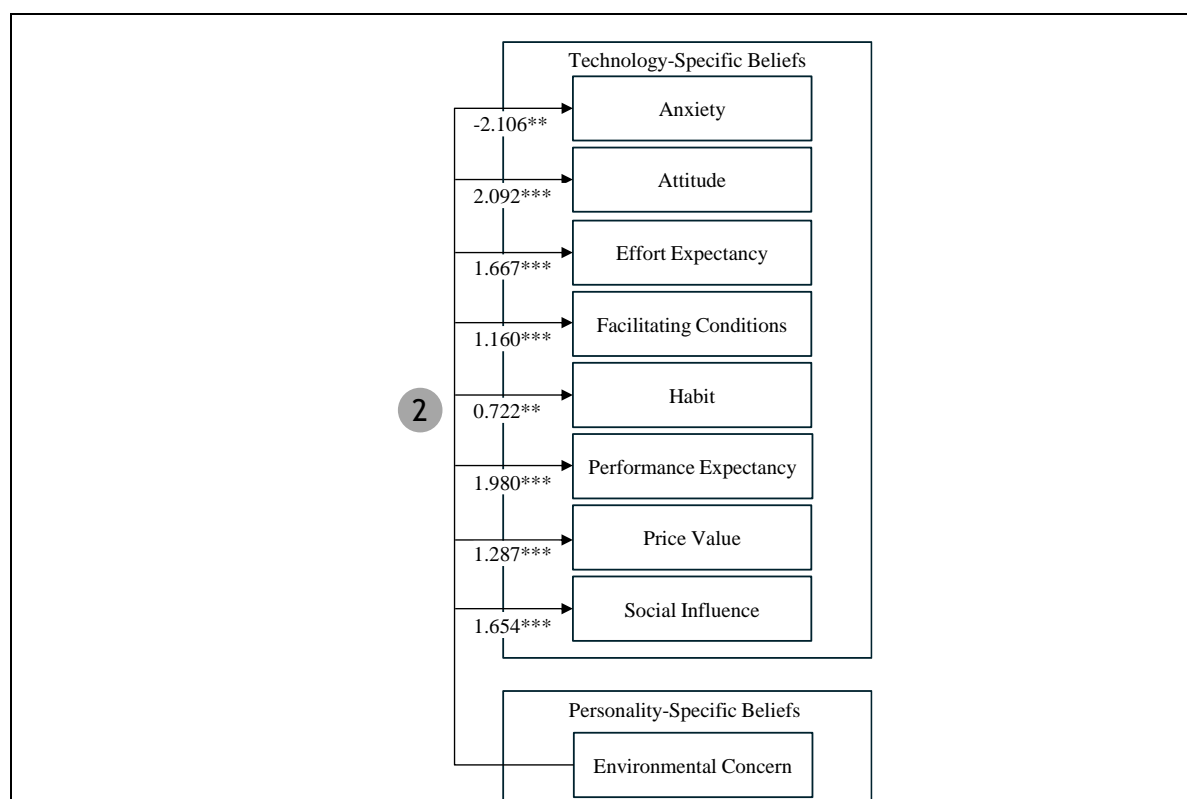 Technology-Specific Beliefs
Anxiety
-2.106**
Attitude
2.092***
Effort Expectancy
1.667***
Facilitating Conditions
1.160***
Habit
2
0.722**
Performance Expectancy
1.980***
Price Value
1.287***
Social Influence
1.654***
Personality-Specific Beliefs
Environmental Concern